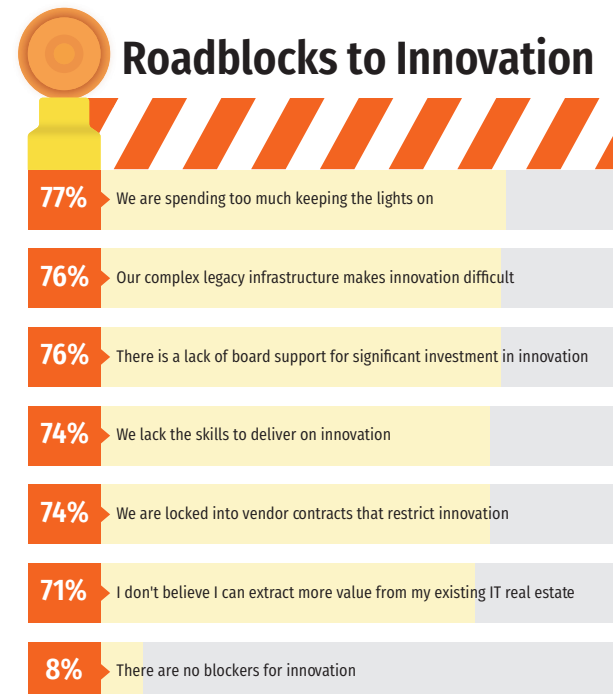 Roadblocks to Innovation
77% We are spending too much keeping the lights on
76% Our complex legacy infrastructure makes innovation difficult
76% There is a lack of board support for significant investment in innovation
74% We lack the skills to deliver on innovation
74% We are locked into vendor contracts that restrict innovation
71% I don't believe I can extract more value from my existing IT real estate
8% There are no blockers for innovation